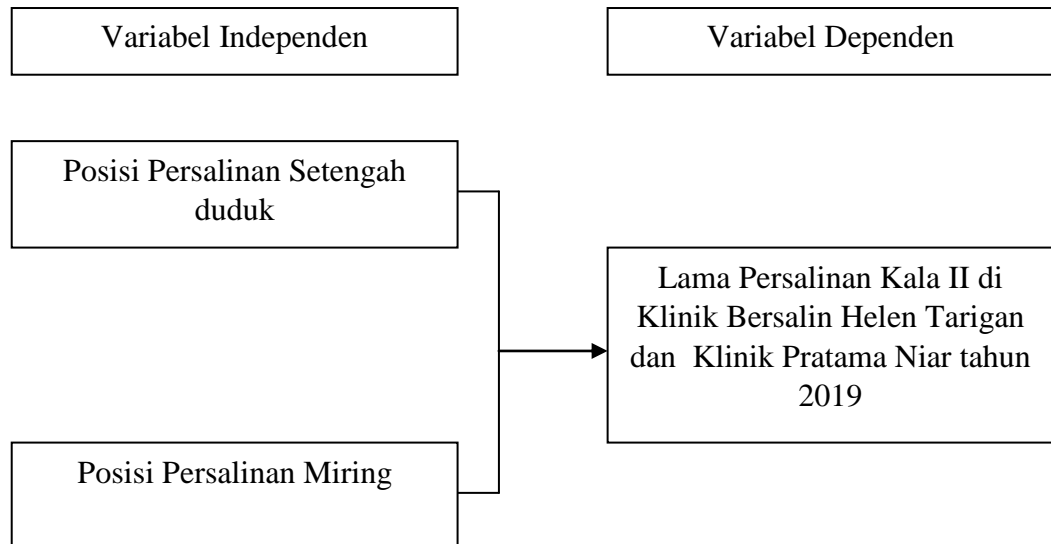 Variabel Independen
Variabel Dependen
Posisi Persalinan Setengah
duduk
Lama Persalinan Kala II di
Klinik Bersalin Helen Tarigan
dan Klinik Pratama Niar tahun
2019
Posisi Persalinan Miring